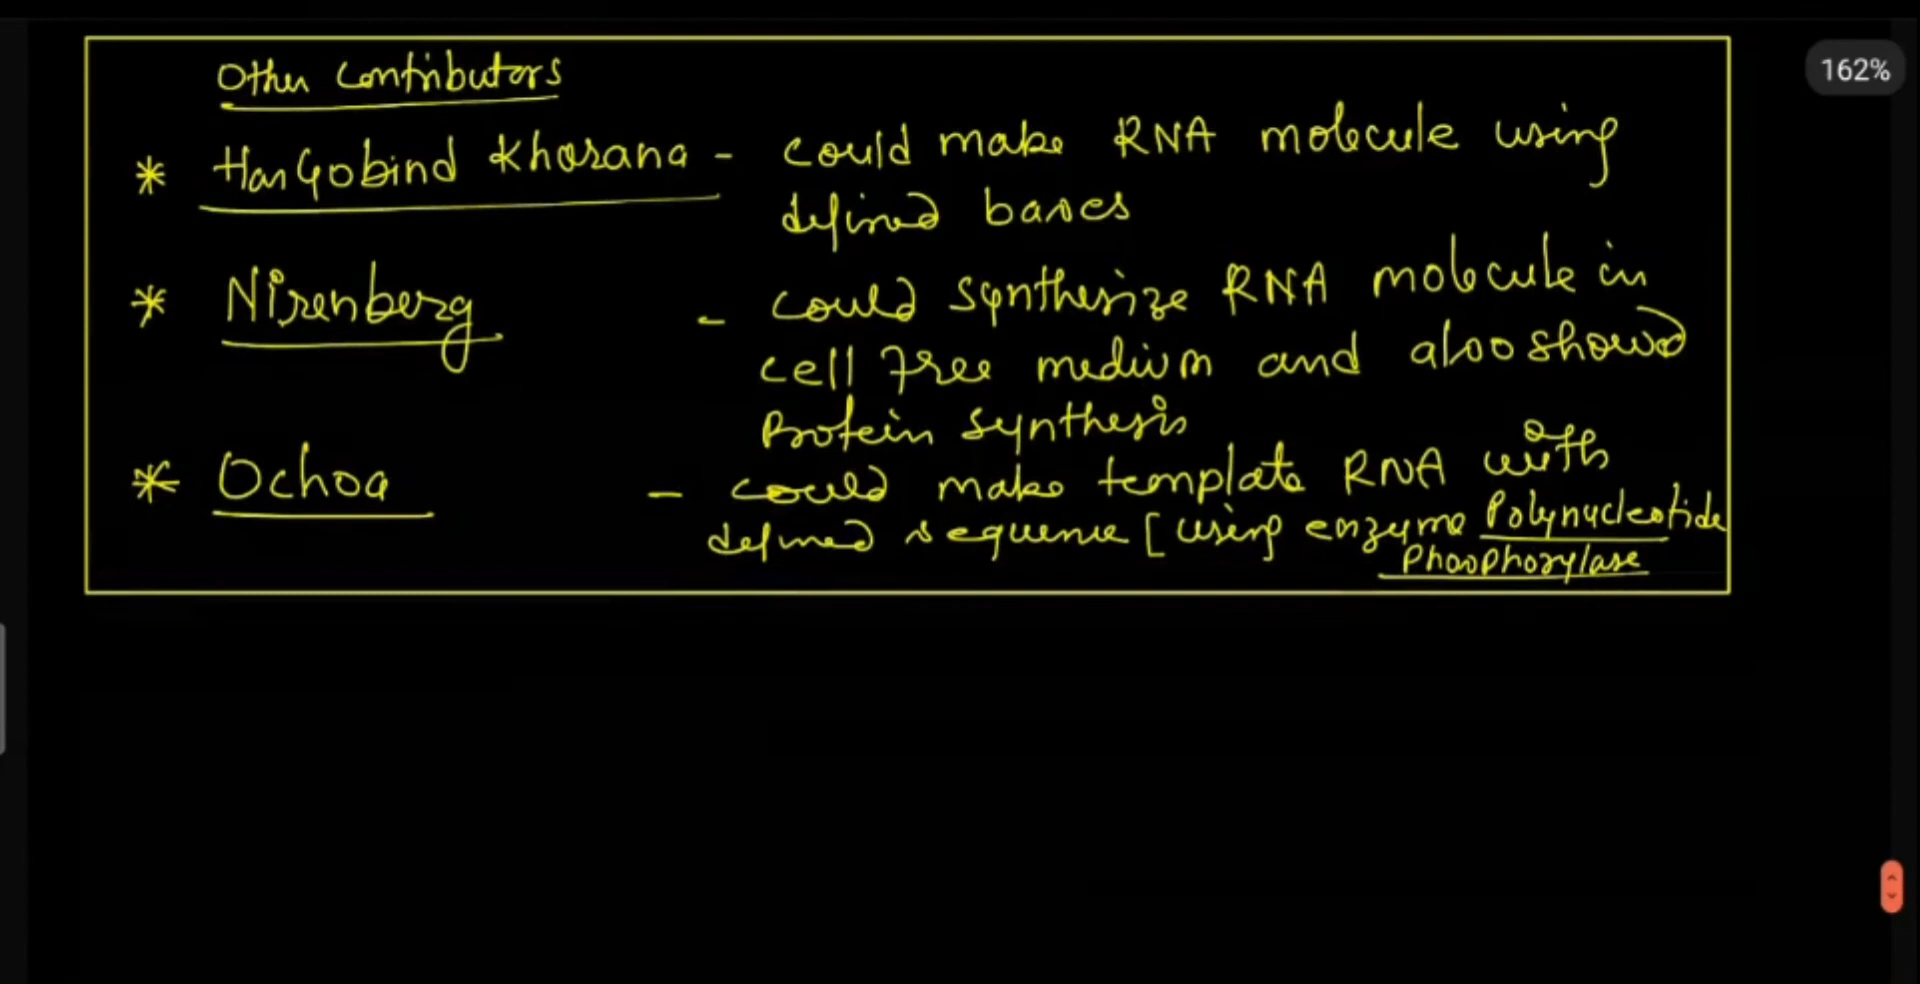 Other Contributors
162%
* HarGobind Khorana - could make RNA molecule using
defined bases
* Nirenberg - could synthesize RNA molecule in
cell free medium and also showed
Protein synthesis
* Ochoa - could make template RNA with
defined sequence [using enzyme Polynucleotide
Phosphorylase